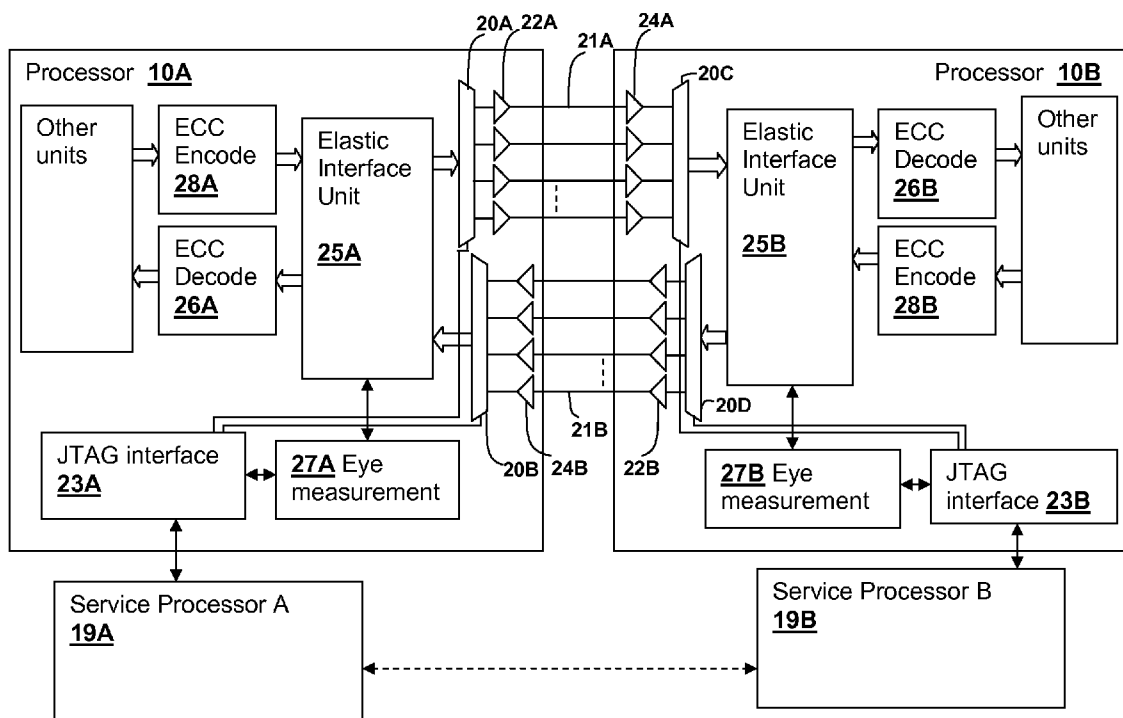 20A
22A
21A
24A
20C
Processor 10A
Processor 10B
Other
units
ECC
Encode
28A
Elastic
Interface
Unit
25A
ECC
Decode
26A
Elastic
Interface
Unit
25B
ECC
Decode
26B
Other
units
ECC
Encode
28B
20D
21B
20B
24B
22B
JTAG interface
23A
27A Eye
measurement
27B Eye
measurement
JTAG
interface 23B
Service Processor A
19A
Service Processor B
19B